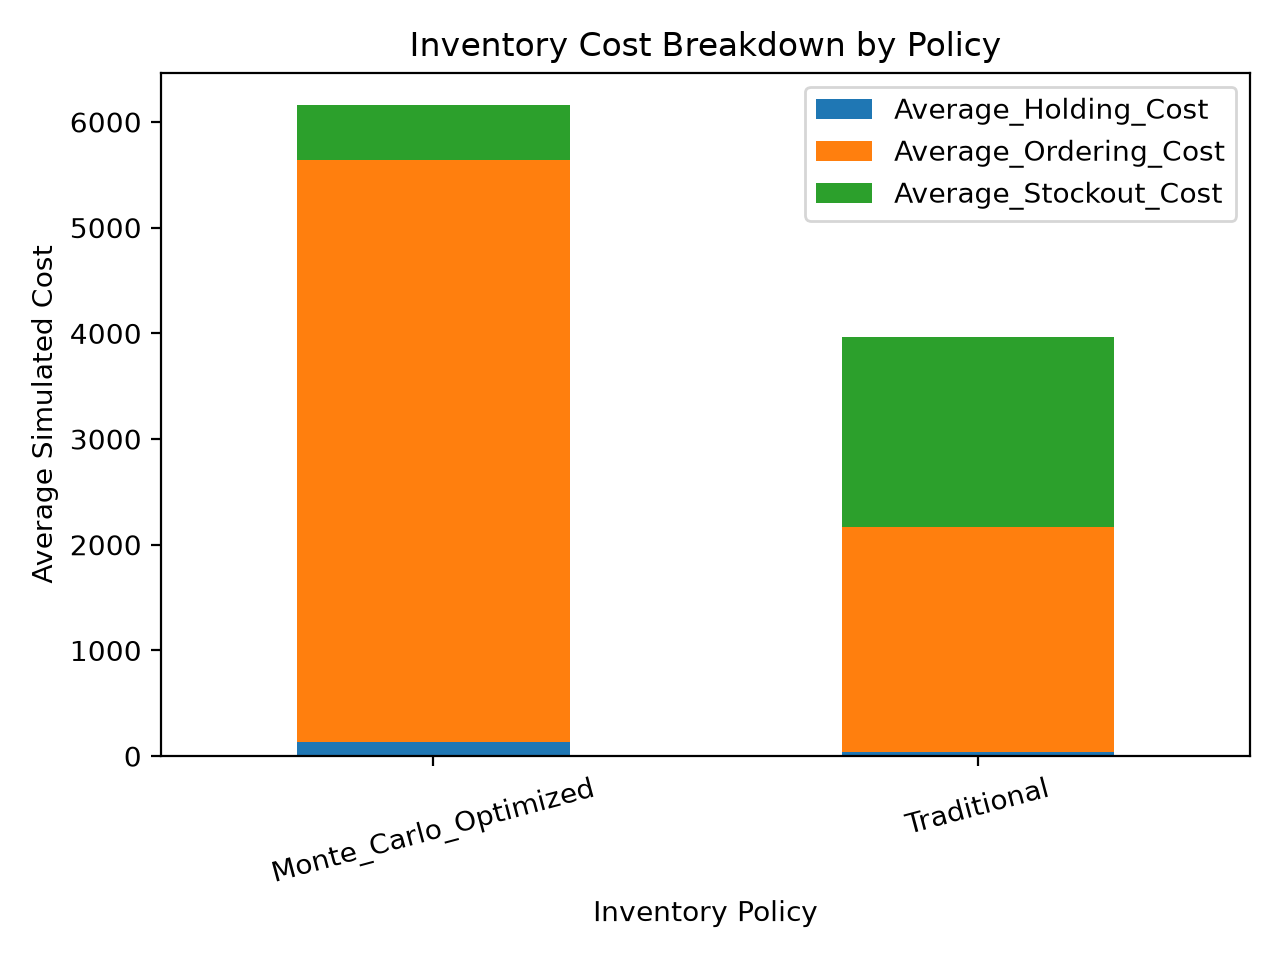 Inventory Cost Breakdown by Policy
Average_Holding_Cost
Average_Ordering_Cost
Average_Stockout_Cost
Average Simulated Cost
6000
5000
4000
3000
2000
1000
0
Monte_Carlo_Optimized
Traditional
Inventory Policy